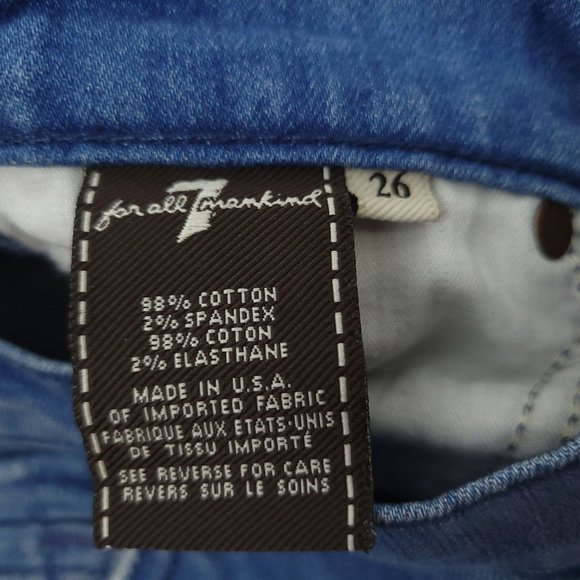 for all 7 mankind
26
98% COTTON
2% SPANDEX
98% COTON
2% ELASTHANE
MADE IN U.S.A.
OF IMPORTED FABRIC
FABRIQUE AUX ETATS-UNIS
DE TISSU IMPORTÉ
SEE REVERSE FOR CARE
REVERS SUR LE SOINS